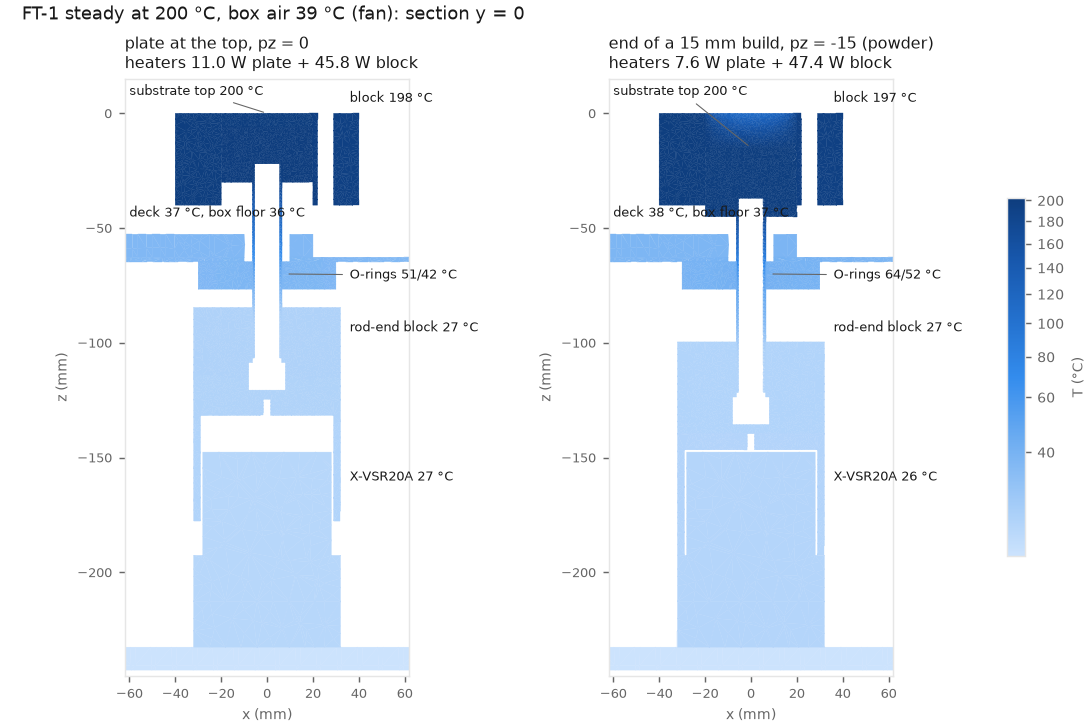 FT-1 steady at 200 °C, box air 39 °C (fan): section y = 0
plate at the top, pz = 0
heaters 11.0 W plate + 45.8 W block
substrate top 200 °C
block 198 °C
deck 37 °C, box floor 36 °C
O-rings 51/42 °C
rod-end block 27 °C
X-VSR20A 27 °C
0
−50
−100
−150
−200
z (mm)
−60
−40
−20
0
20
40
60
x (mm)
end of a 15 mm build, pz = -15 (powder)
heaters 7.6 W plate + 47.4 W block
substrate top 200 °C
block 197 °C
deck 38 °C, box floor 37 °C
O-rings 64/52 °C
rod-end block 27 °C
X-VSR20A 26 °C
0
−50
−100
−150
−200
z (mm)
−60
−40
−20
0
20
40
60
x (mm)
200
180
160
140
120
100
80
60
40
T (°C)